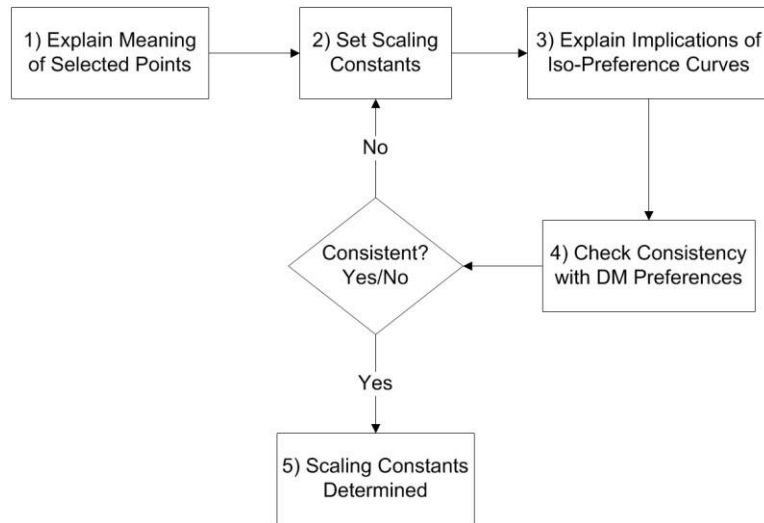 1) Explain Meaning
of Selected Points
2) Set Scaling
Constants
3) Explain Implications of
Iso-Preference Curves
No
Consistent?
Yes/No
4) Check Consistency
with DM Preferences
Yes
5) Scaling Constants
Determined